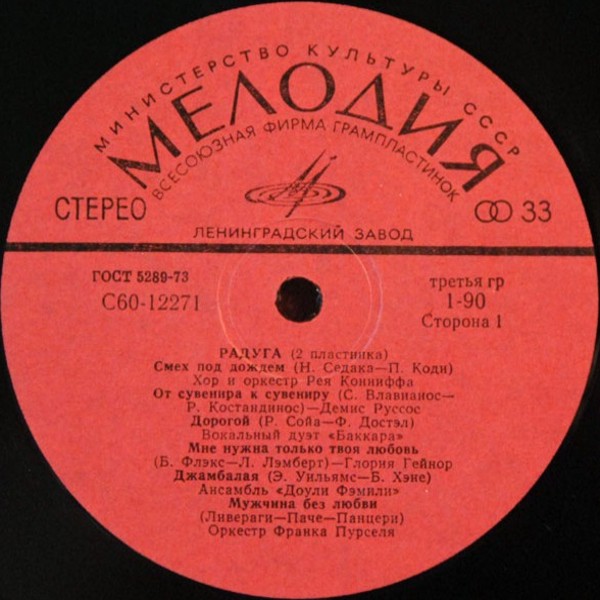 МИНИСТЕРСТВО КУЛЬТУРЫ СССР
МЕЛОДИЯ
ВСЕСОЮЗНАЯ ФИРМА ГРАМПЛАСТИНОК
СТЕРЕО
33
ЛЕНИНГРАДСКИЙ ЗАВОД
ГОСТ 5289-73
С60-12271
третья гр
1-90
Сторона 1
РАДУГА (2 пластинка)
Смех под дождем (Н. Седака—П. Коди)
Хор и оркестр Рея Конниффа
От сувенира к сувениру (С. Влавианос—
Р. Костандинос)—Демис Руссос
Дорогой (Р. Сойа—Ф. Достэл)
Вокальный дуэт «Баккара»
Мне нужна только твоя любовь
(Б. Флэкс—Л. Лэмберт)—Глория Гейнор
Джамбалая (Э. Уильямс—Б. Хэне)
Ансамбль «Доули Фэмили»
Мужчина без любви
(Ливераги—Паче—Панцери)
Оркестр Франка Пурселя